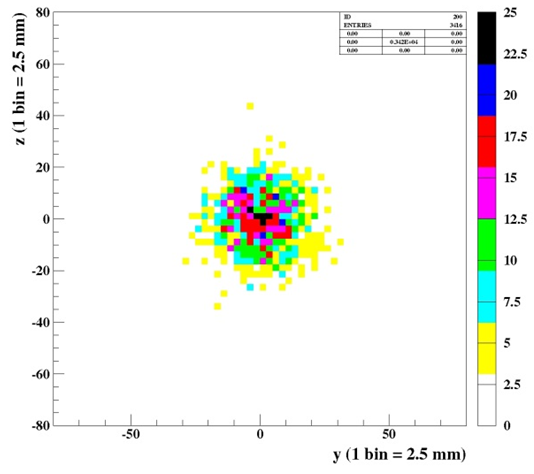 80
60
40
20
0
-20
-40
-60
-80
z (1 bin = 2.5 mm)
-50 0 50
y (1 bin = 2.5 mm)
ID 200
ENTRIES 3416
0.00 0.00 0.00
0.00 0.342E+04 0.00
0.00 0.00 0.00
25
22.5
20
17.5
15
12.5
10
7.5
5
2.5
0